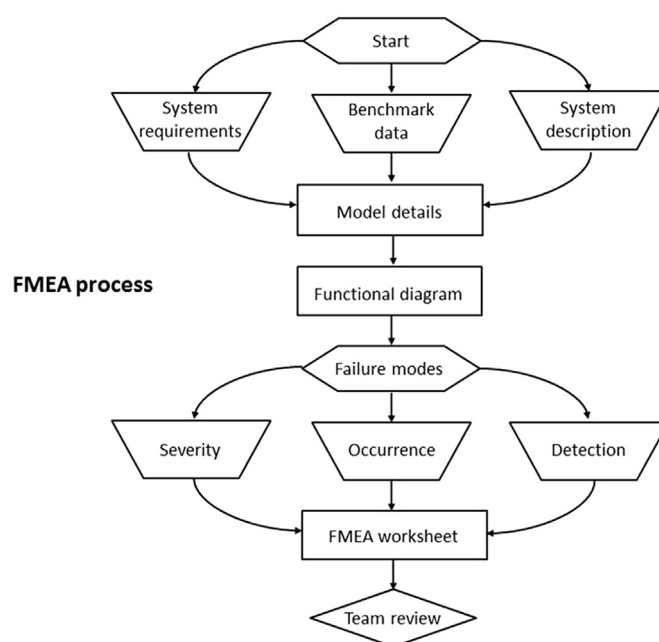 Start
System
requirements
Benchmark
data
System
description
Model details
FMEA process
Functional diagram
Failure modes
Severity
Occurrence
Detection
FMEA worksheet
Team review